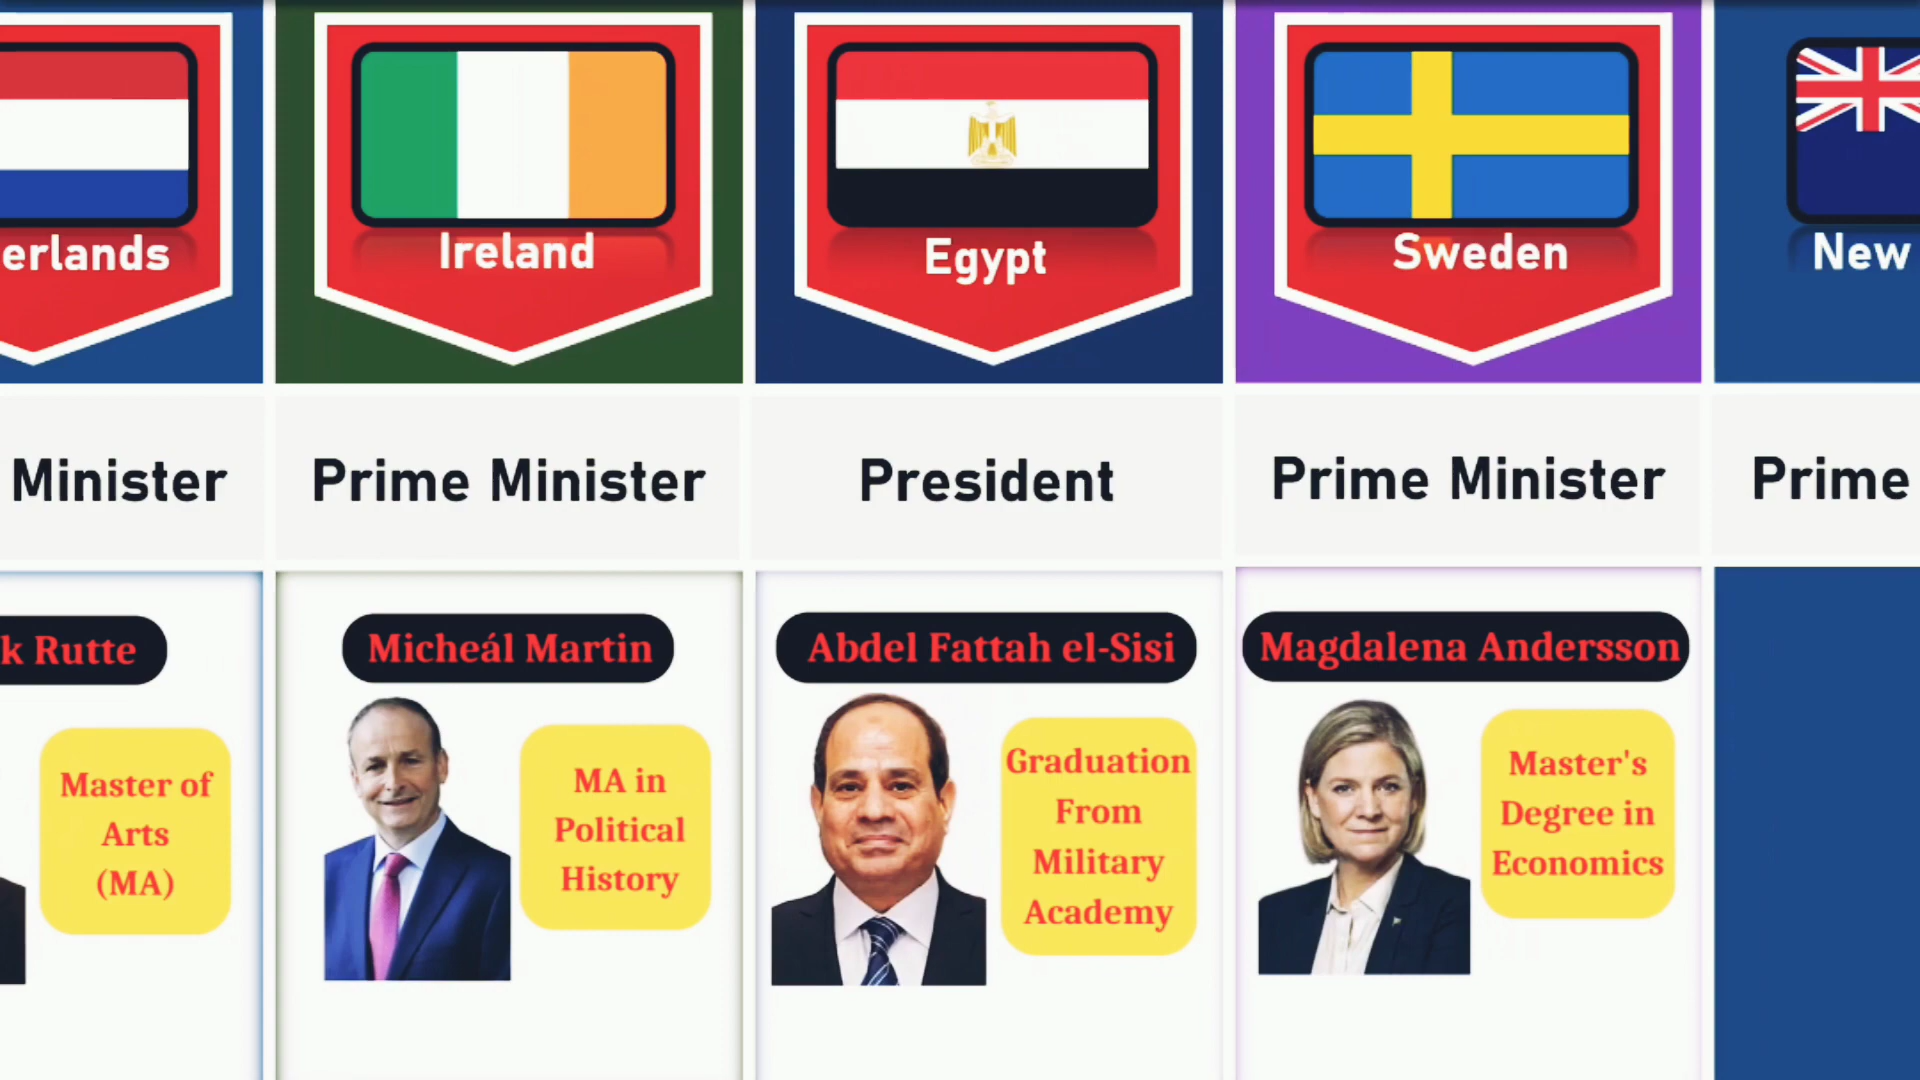 erlands
Ireland
Egypt
Sweden
New
Minister
Prime Minister
President
Prime Minister
Prime
k Rutte
Micheál Martin
Abdel Fattah el-Sisi
Magdalena Andersson
Master of
Arts
(MA)
MA in
Political
History
Graduation
From
Military
Academy
Master's
Degree in
Economics